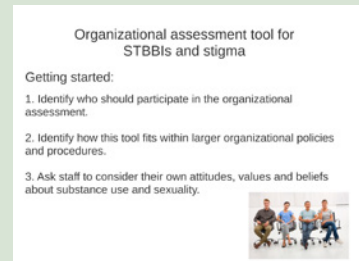 Organizational assessment tool for
STBBIs and stigma
Getting started:
1. Identify who should participate in the organizational
assessment.
2. Identify how this tool fits within larger organizational policies
and procedures.
3. Ask staff to consider their own attitudes, values and beliefs
about substance use and sexuality.